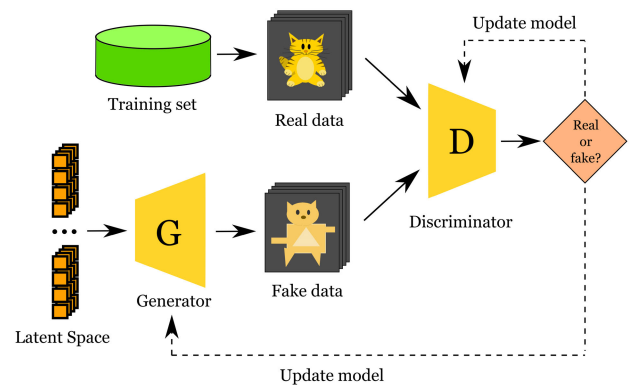 Update model
Training set
Real data
Real
or
fake?
D
Discriminator
G
Generator
Fake data
Latent Space
Update model